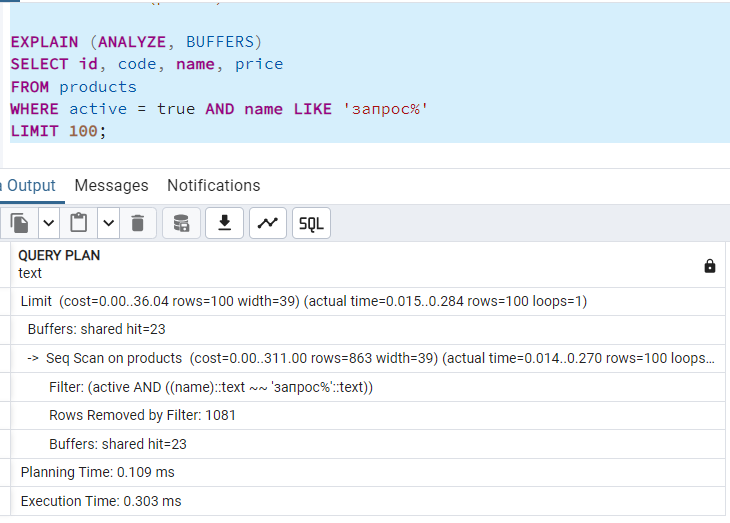 EXPLAIN (ANALYZE, BUFFERS)
SELECT id, code, name, price
FROM products
WHERE active = true AND name LIKE 'запрос%'
LIMIT 100;
Output Messages Notifications
SQL
QUERY PLAN
text
Limit (cost=0.00..36.04 rows=100 width=39) (actual time=0.015..0.284 rows=100 loops=1)
Buffers: shared hit=23
-> Seq Scan on products (cost=0.00..311.00 rows=863 width=39) (actual time=0.014..0.270 rows=100 loops...
Filter: (active AND ((name)::text ~~ 'запрос%'::text))
Rows Removed by Filter: 1081
Buffers: shared hit=23
Planning Time: 0.109 ms
Execution Time: 0.303 ms